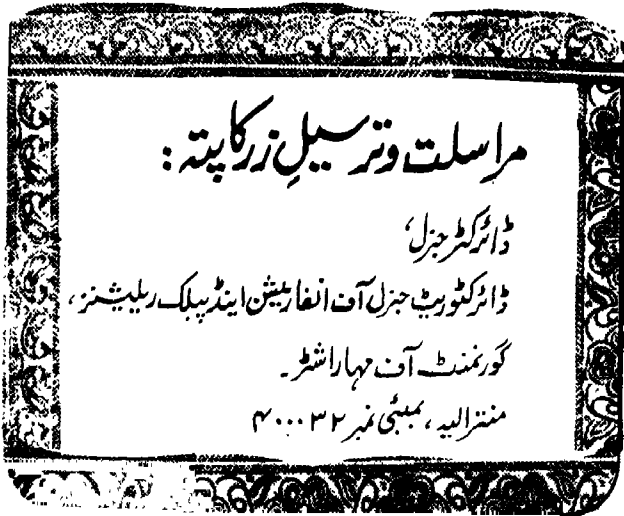 مراسلت و ترسیلِ زر کا پتہ :
ڈائرکٹر جنرل،
ڈائرکٹوریٹ جنرل آف انفارمیشن اینڈ پبلک ریلیشنز،
گورنمنٹ آف مہاراشٹر۔
منترالیہ، بمبئی نمبر ۴۰۰۰۳۲